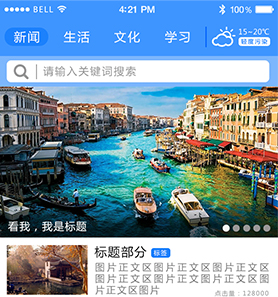 BELL 4:21 PM 100%
新闻 生活 文化 学习 15~20℃
轻度污染
请输入关键词搜索
看我，我是标题
标题部分 标签
图片正文区图片正文区图片正文区
图片正文图片正文区图片正文区图
片正文区图片
点击量：128000